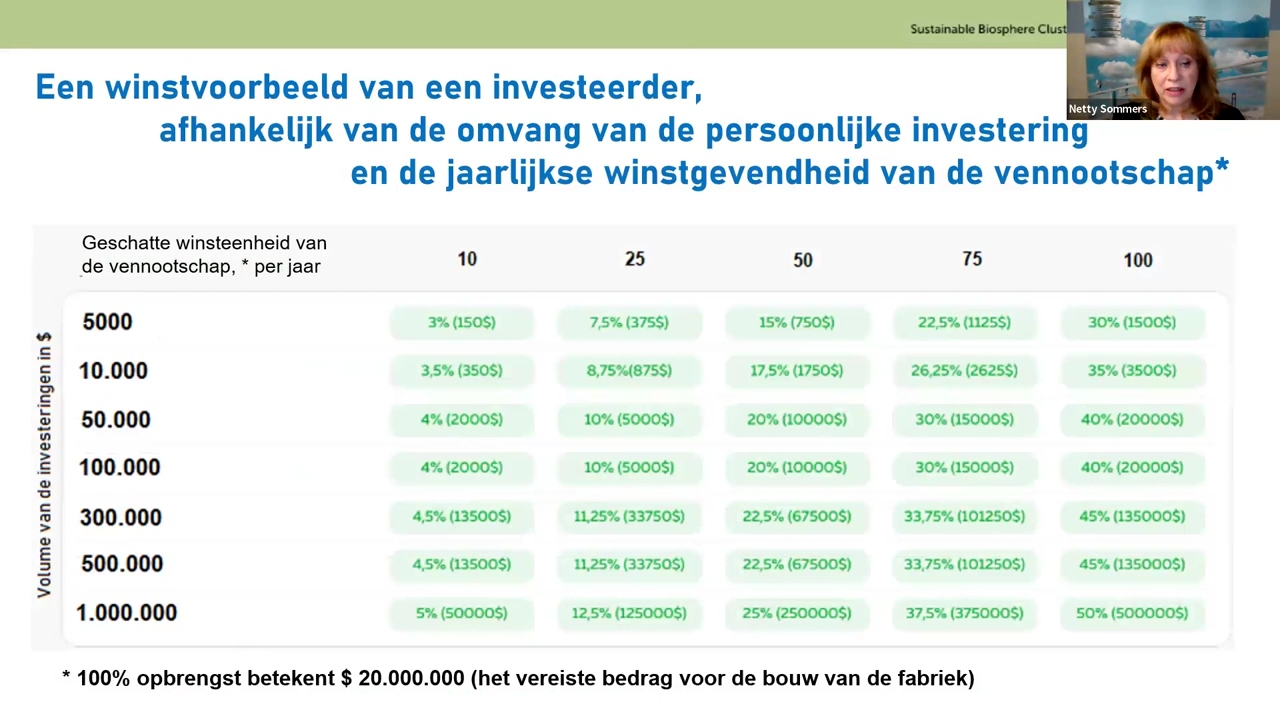 Sustainable Biosphere Clust
Netty Sommers
Een winstvoorbeeld van een investeerder,
afhankelijk van de omvang van de persoonlijke investering
en de jaarlijkse winstgevendheid van de vennootschap*
Geschatte winsteenheid van
de vennootschap, * per jaar
10 25 50 75 100
Volume van de investeringen in $
5000 3% (150$) 7,5% (375$) 15% (750$) 22,5% (1125$) 30% (1500$)
10.000 3,5% (350$) 8,75%(875$) 17,5% (1750$) 26,25% (2625$) 35% (3500$)
50.000 4% (2000$) 10% (5000$) 20% (10000$) 30% (15000$) 40% (20000$)
100.000 4% (2000$) 10% (5000$) 20% (10000$) 30% (15000$) 40% (20000$)
300.000 4,5% (13500$) 11,25% (33750$) 22,5% (67500$) 33,75% (101250$) 45% (135000$)
500.000 4,5% (13500$) 11,25% (33750$) 22,5% (67500$) 33,75% (101250$) 45% (135000$)
1.000.000 5% (50000$) 12,5% (125000$) 25% (250000$) 37,5% (375000$) 50% (500000$)
* 100% opbrengst betekent $ 20.000.000 (het vereiste bedrag voor de bouw van de fabriek)